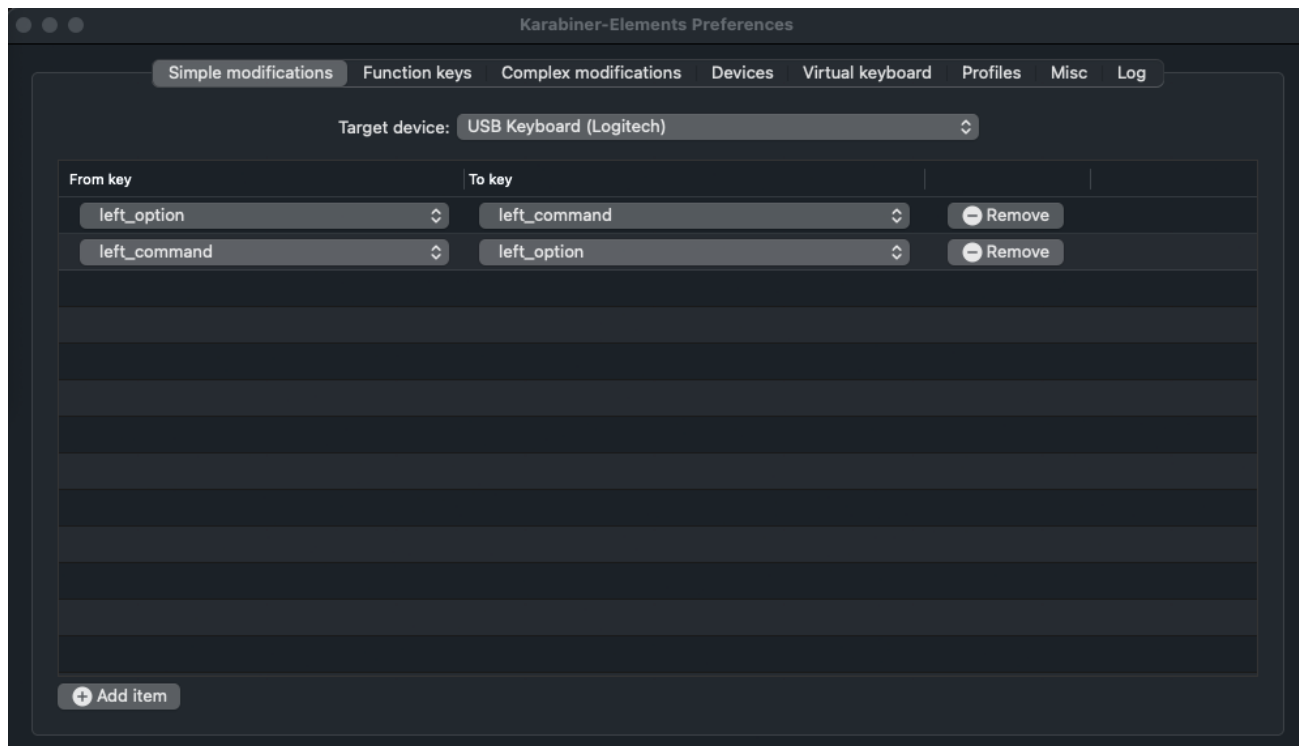 Karabiner-Elements Preferences
Simple modifications Function keys Complex modifications Devices Virtual keyboard Profiles Misc Log
Target device: USB Keyboard (Logitech)
From key To key
left_option left_command Remove
left_command left_option Remove
Add item